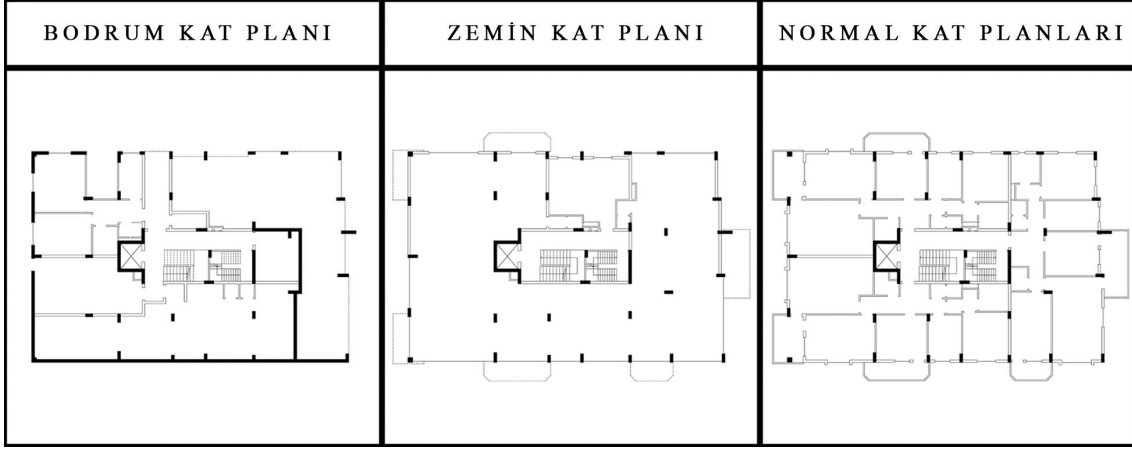 BODRUM KAT PLANI
ZEMİN KAT PLANI
NORMAL KAT PLANLARI